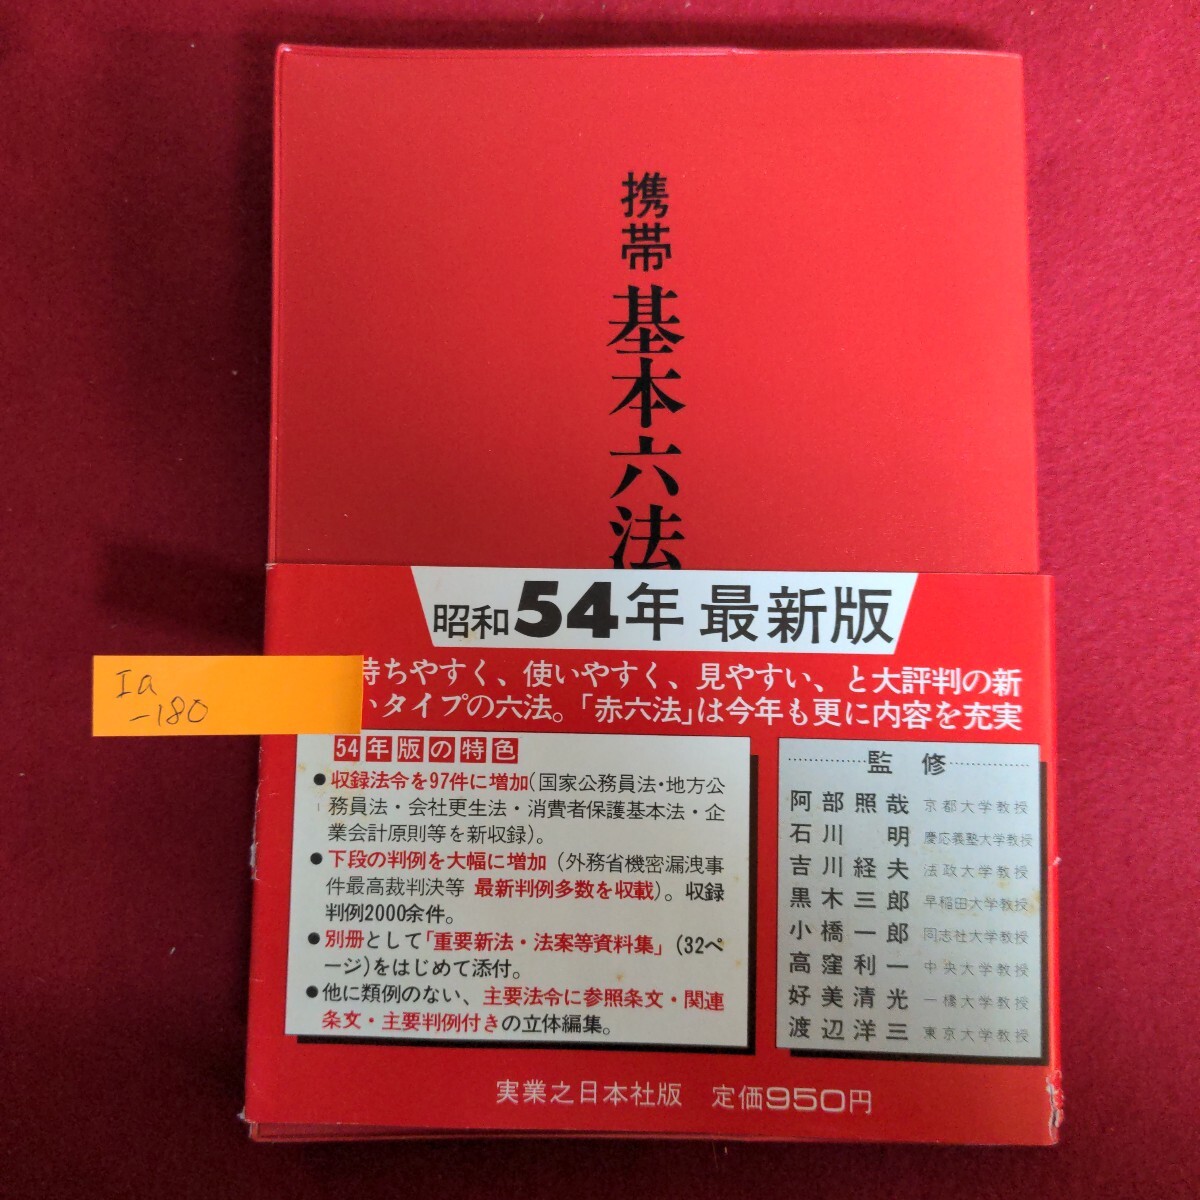 携帯
基本六法
昭和54年 最新版
持ちやすく、使いやすく、見やすい、と大評判の新
いタイプの六法。「赤六法」は今年も更に内容を充実
Ia
-180
54年版の特色
●収録法令を97件に増加(国家公務員法・地方公
務員法・会社更生法・消費者保護基本法・企
業会計原則等を新収録)。
●下段の判例を大幅に増加(外務省機密漏洩事
件最高裁判決等 最新判例多数を収載)。収録
判例2000余件。
●別冊として「重要新法・法案等資料集」(32ペ
ージ)をはじめて添付。
●他に類例のない、主要法令に参照条文・関連
条文・主要判例付きの立体編集。
監修
阿部照哉 京都大学教授
石川明 慶応義塾大学教授
吉川経夫 法政大学教授
黒木三郎 早稲田大学教授
小橋一郎 同志社大学教授
高窪利一 中央大学教授
好美清光 一橋大学教授
渡辺洋三 東京大学教授
実業之日本社版 定価950円